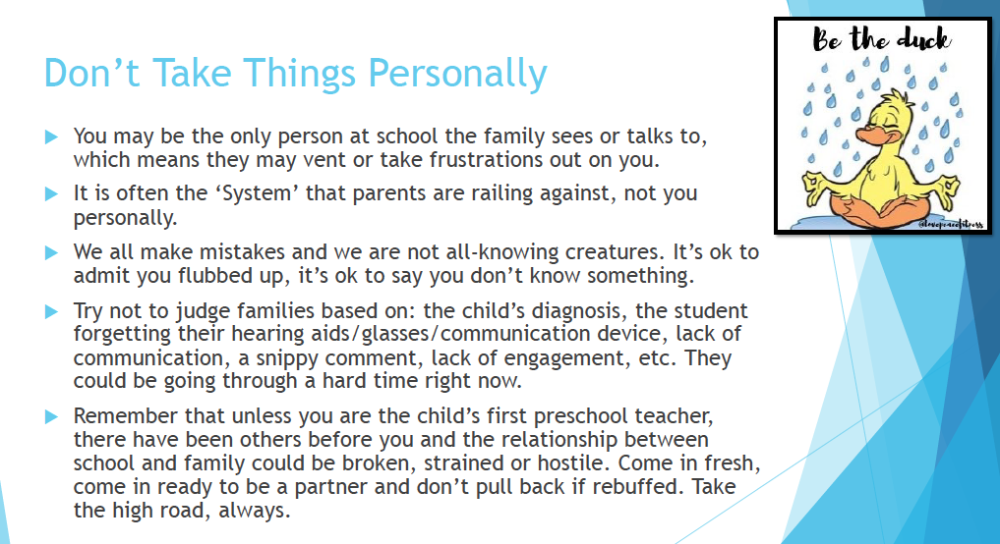 Be the duck
Don’t Take Things Personally
You may be the only person at school the family sees or talks to,
which means they may vent or take frustrations out on you.
It is often the ‘System’ that parents are railing against, not you
personally.
We all make mistakes and we are not all-knowing creatures. It’s ok to
admit you flubbed up, it’s ok to say you don’t know something.
Try not to judge families based on: the child’s diagnosis, the student
forgetting their hearing aids/glasses/communication device, lack of
communication, a snippy comment, lack of engagement, etc. They
could be going through a hard time right now.
Remember that unless you are the child’s first preschool teacher,
there have been others before you and the relationship between
school and family could be broken, strained or hostile. Come in fresh,
come in ready to be a partner and don’t pull back if rebuffed. Take
the high road, always.
@lovepeacefitness